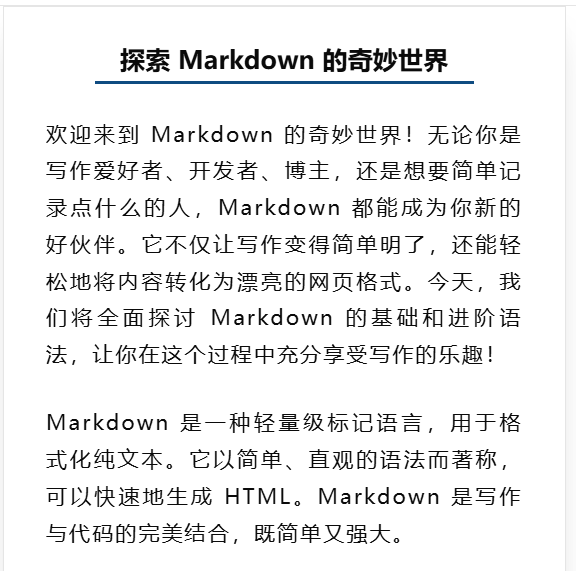 探索 Markdown 的奇妙世界
欢迎来到 Markdown 的奇妙世界！无论你是
写作爱好者、开发者、博主，还是想要简单记
录点什么的人，Markdown 都能成为你新的
好伙伴。它不仅让写作变得简单明了，还能轻
松地将内容转化为漂亮的网页格式。今天，我
们将全面探讨 Markdown 的基础和进阶语
法，让你在这个过程中充分享受写作的乐趣！
Markdown 是一种轻量级标记语言，用于格
式化纯文本。它以简单、直观的语法而著称，
可以快速地生成 HTML。Markdown 是写作
与代码的完美结合，既简单又强大。